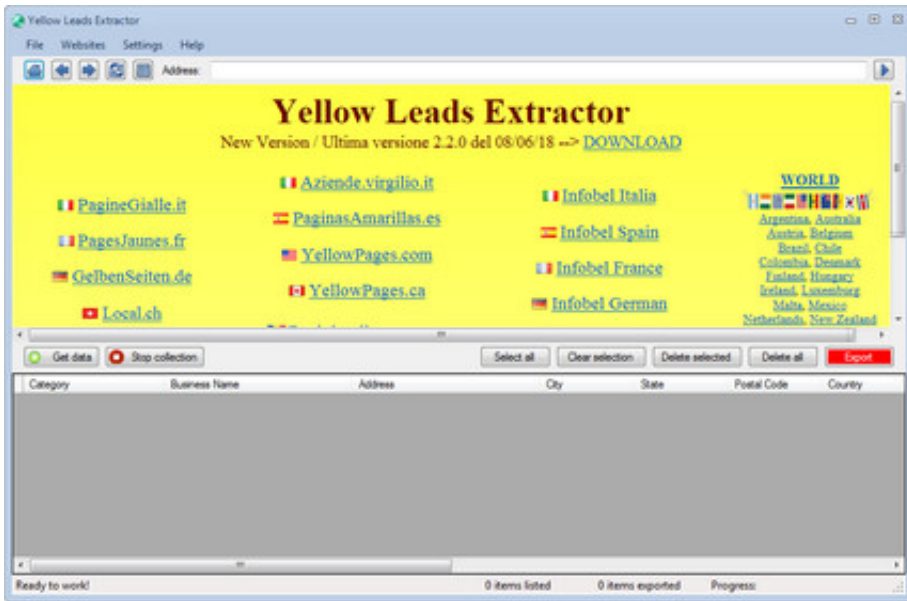 Yellow Leads Extractor
File Websites Settings Help
Address:
Yellow Leads Extractor
New Version / Ultima versione 2.2.0 del 08/06/18 --> DOWNLOAD
PagineGialle.it
PagesJaunes.fr
GelbenSeiten.de
Local.ch
Aziende.virgilio.it
PaginasAmarillas.es
YellowPages.com
YellowPages.ca
Infobel Italia
Infobel Spain
Infobel France
Infobel German
WORLD
Argentina, Australia
Austria, Belgium
Brazil, Chile
Colombia, Denmark
Finland, Hungary
Ireland, Luxemburg
Malta, Mexico
Netherlands, New Zealand
Get data Stop collection Select all Clear selection Delete selected Delete all Export
Category Business Name Address City State Postal Code Country
Ready to work! 0 items listed 0 items exported Progress: